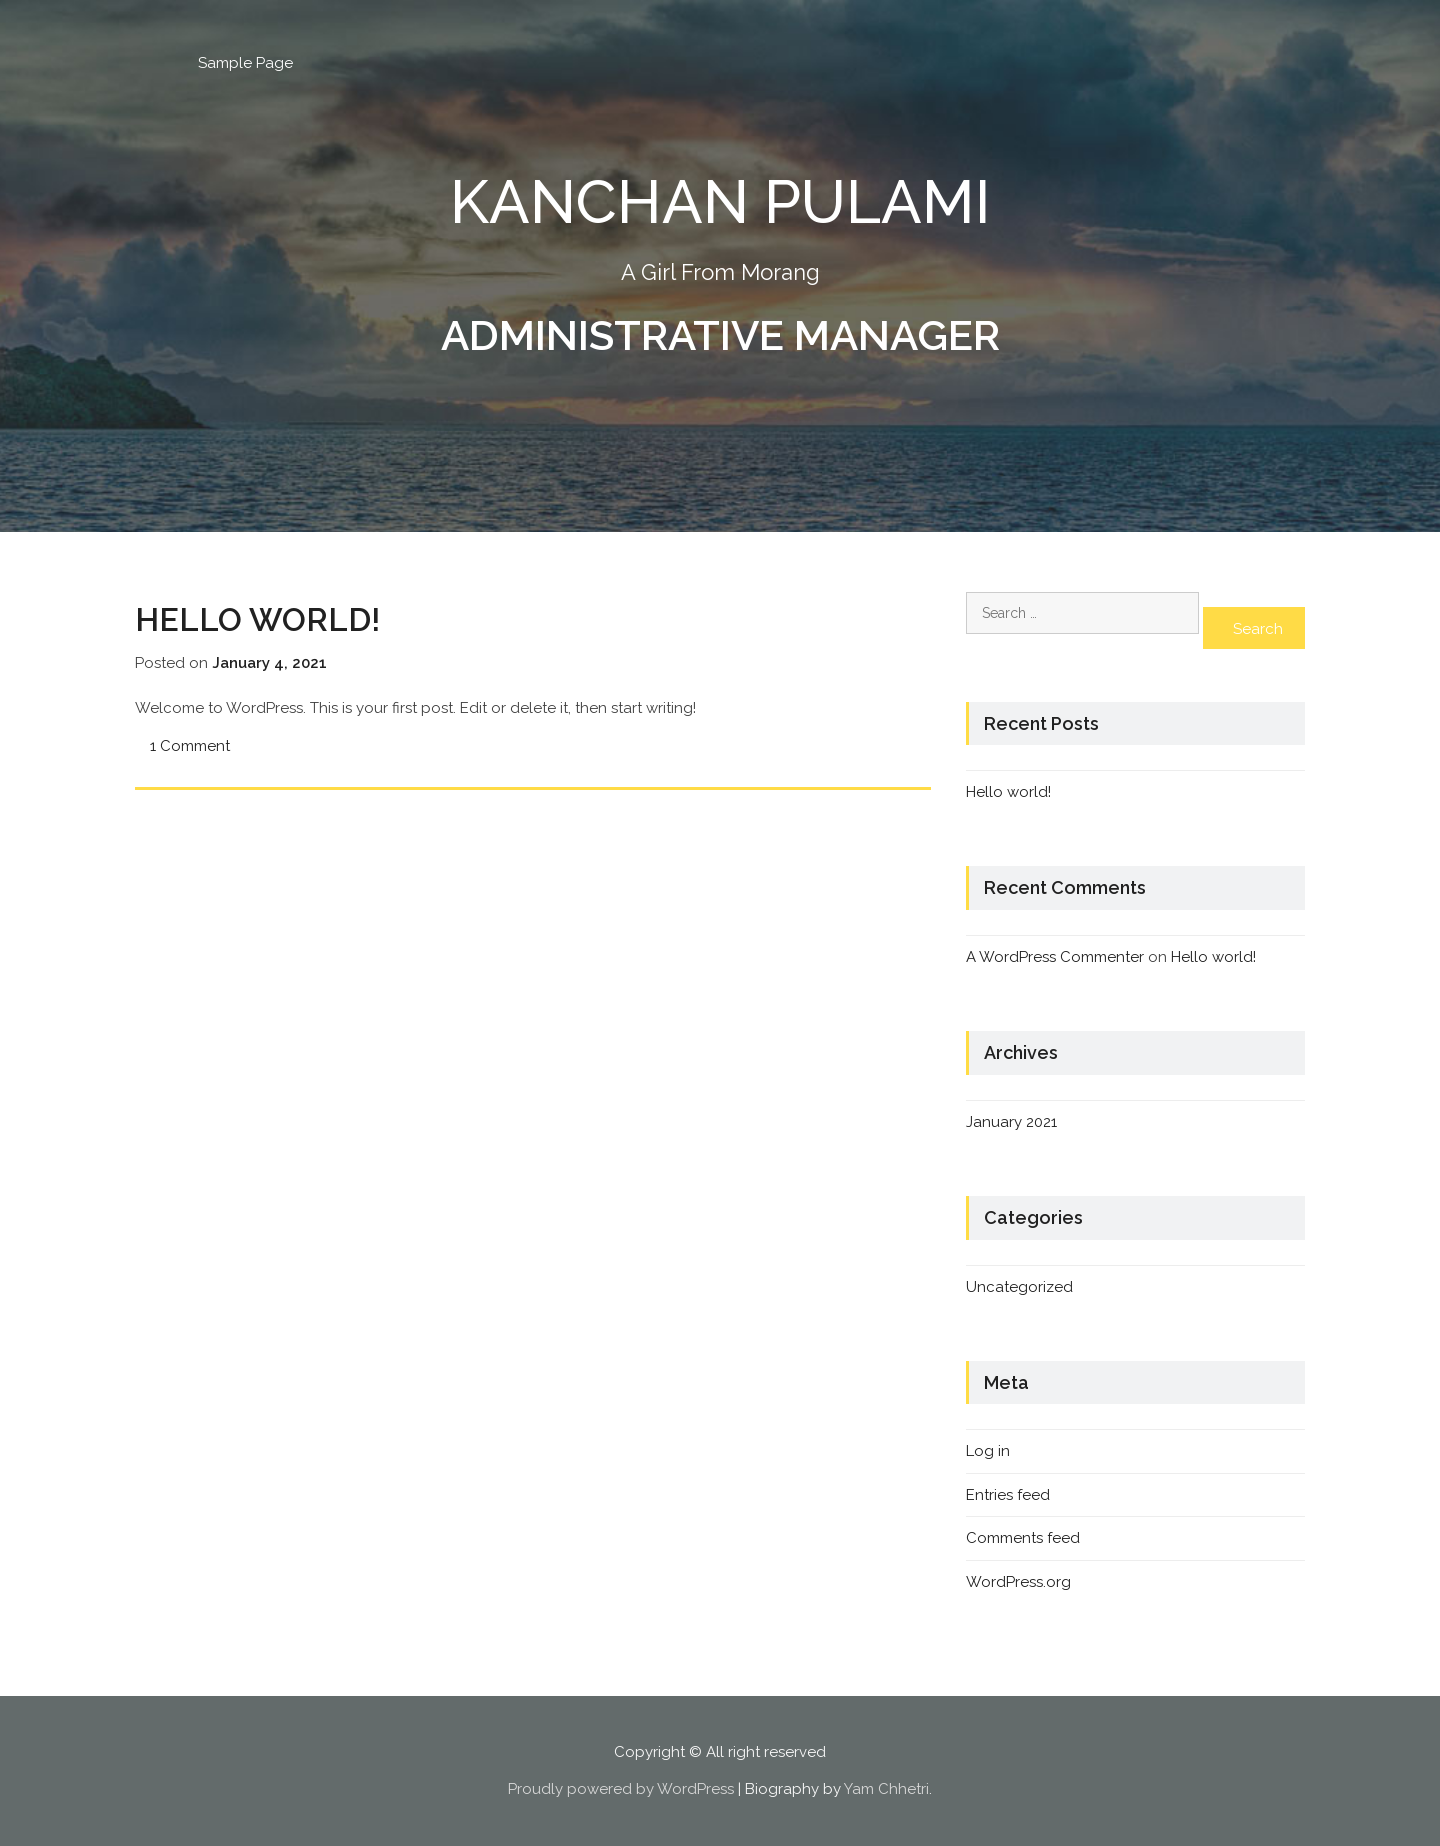 Sample Page
KANCHAN PULAMI
A Girl From Morang
ADMINISTRATIVE MANAGER
HELLO WORLD!
Posted on January 4, 2021
Welcome to WordPress. This is your first post. Edit or delete it, then start writing!
1 Comment
Search …
Search
Recent Posts
Hello world!
Recent Comments
A WordPress Commenter on Hello world!
Archives
January 2021
Categories
Uncategorized
Meta
Log in
Entries feed
Comments feed
WordPress.org
Copyright © All right reserved
Proudly powered by WordPress | Biography by Yam Chhetri.